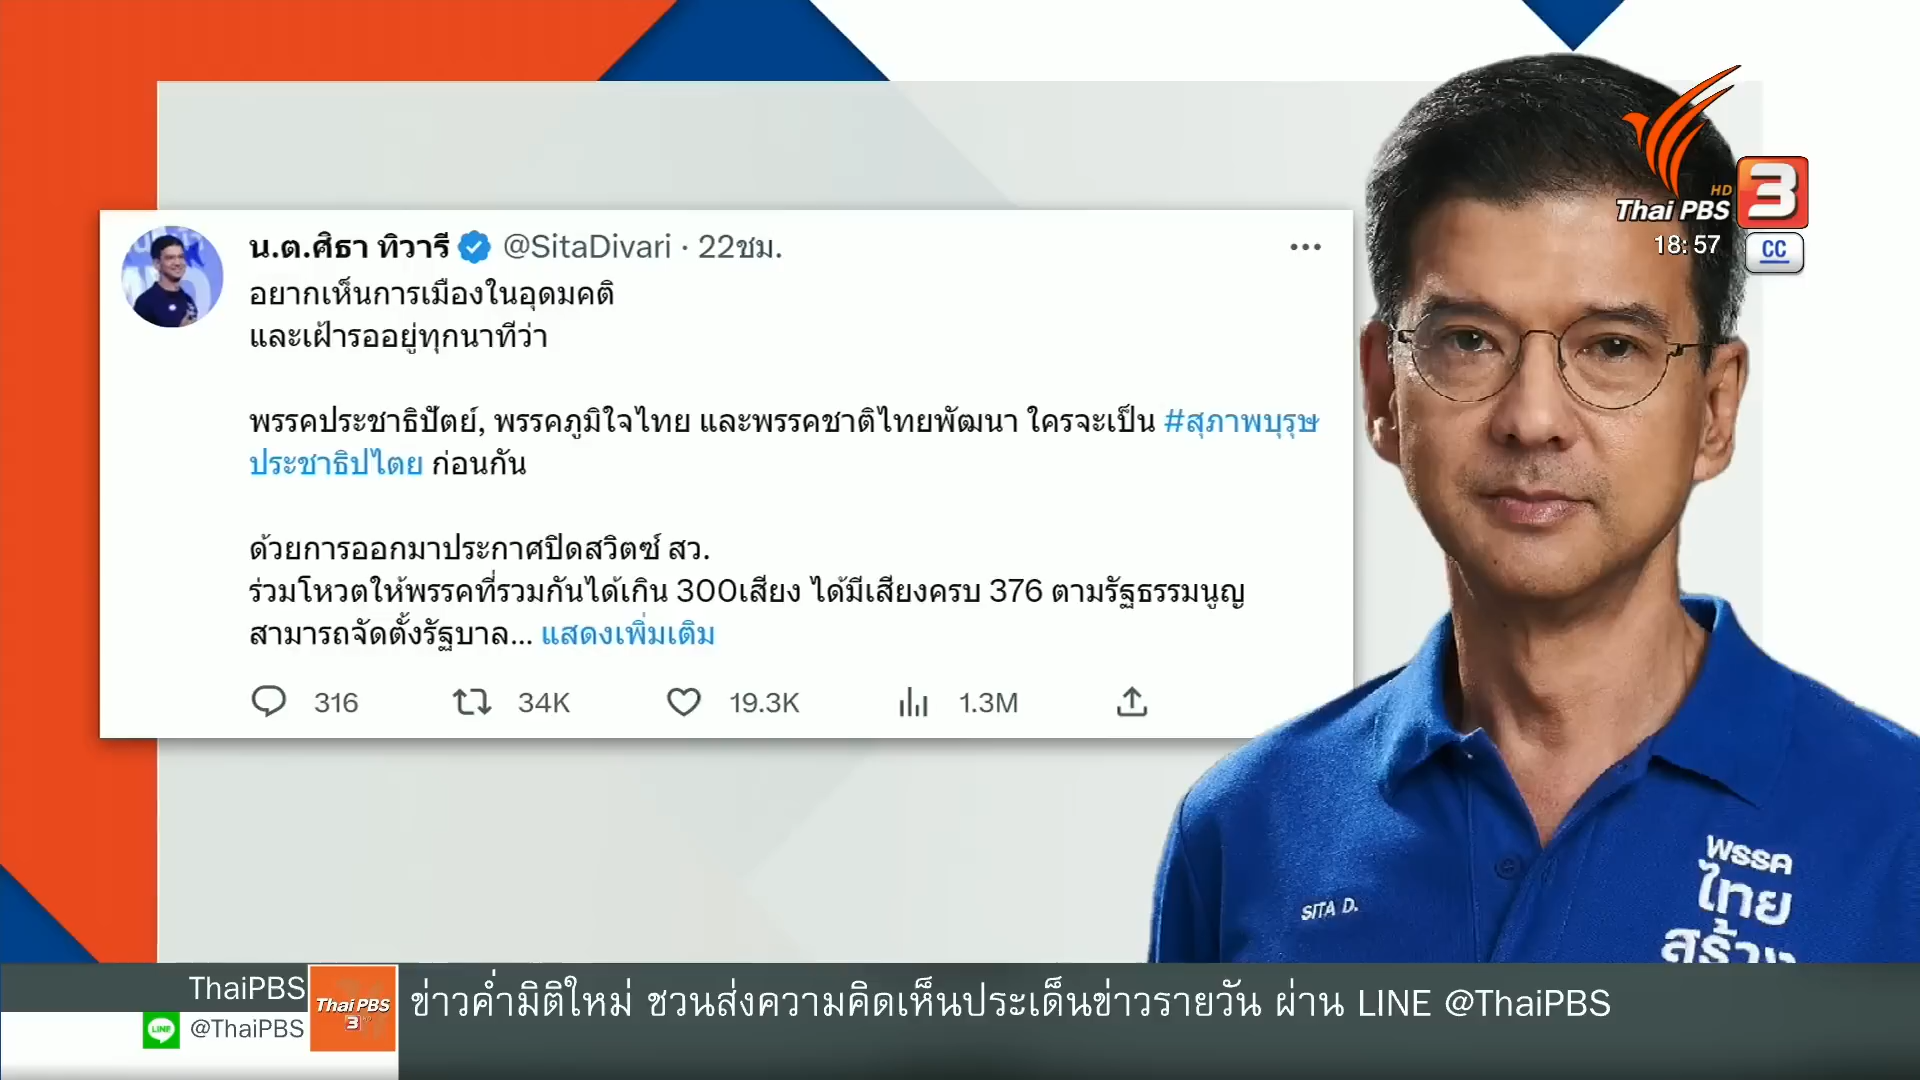 น.ต.ศิธา ทิวารี @SitaDivari · 22ชม.
อยากเห็นการเมืองในอุดมคติ
และเฝ้ารออยู่ทุกนาทีว่า
พรรคประชาธิปัตย์, พรรคภูมิใจไทย และพรรคชาติไทยพัฒนา ใครจะเป็น #สุภาพบุรุษ
ประชาธิปไตย ก่อนกัน
ด้วยการออกมาประกาศปิดสวิตซ์ สว.
ร่วมโหวตให้พรรคที่รวมกันได้เกิน 300เสียง ได้มีเสียงครบ 376 ตามรัฐธรรมนูญ
สามารถจัดตั้งรัฐบาล... แสดงเพิ่มเติม
316 34K 19.3K 1.3M
HD
Thai PBS 3
18:57 CC
SITA D.
พรรค
ไทย
สร้าง
ThaiPBS
LINE @ThaiPBS
Thai PBS
3
ข่าวค่ำมิติใหม่ ชวนส่งความคิดเห็นประเด็นข่าวรายวัน ผ่าน LINE @ThaiPBS